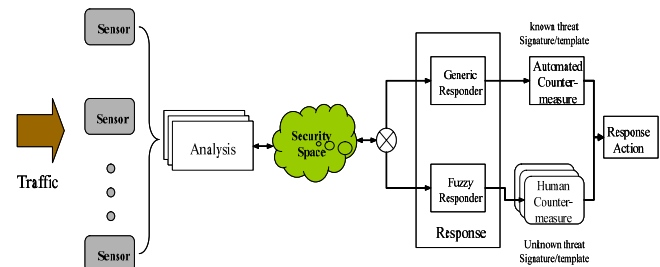 Sensor
Sensor
Sensor
Traffic
Analysis
Security
Space
Generic
Responder
Fuzzy
Responder
Response
known threat
Signature/template
Automated
Counter-
measure
Human
Counter-
measure
Unlnown threat
Signature/template
Response
Action